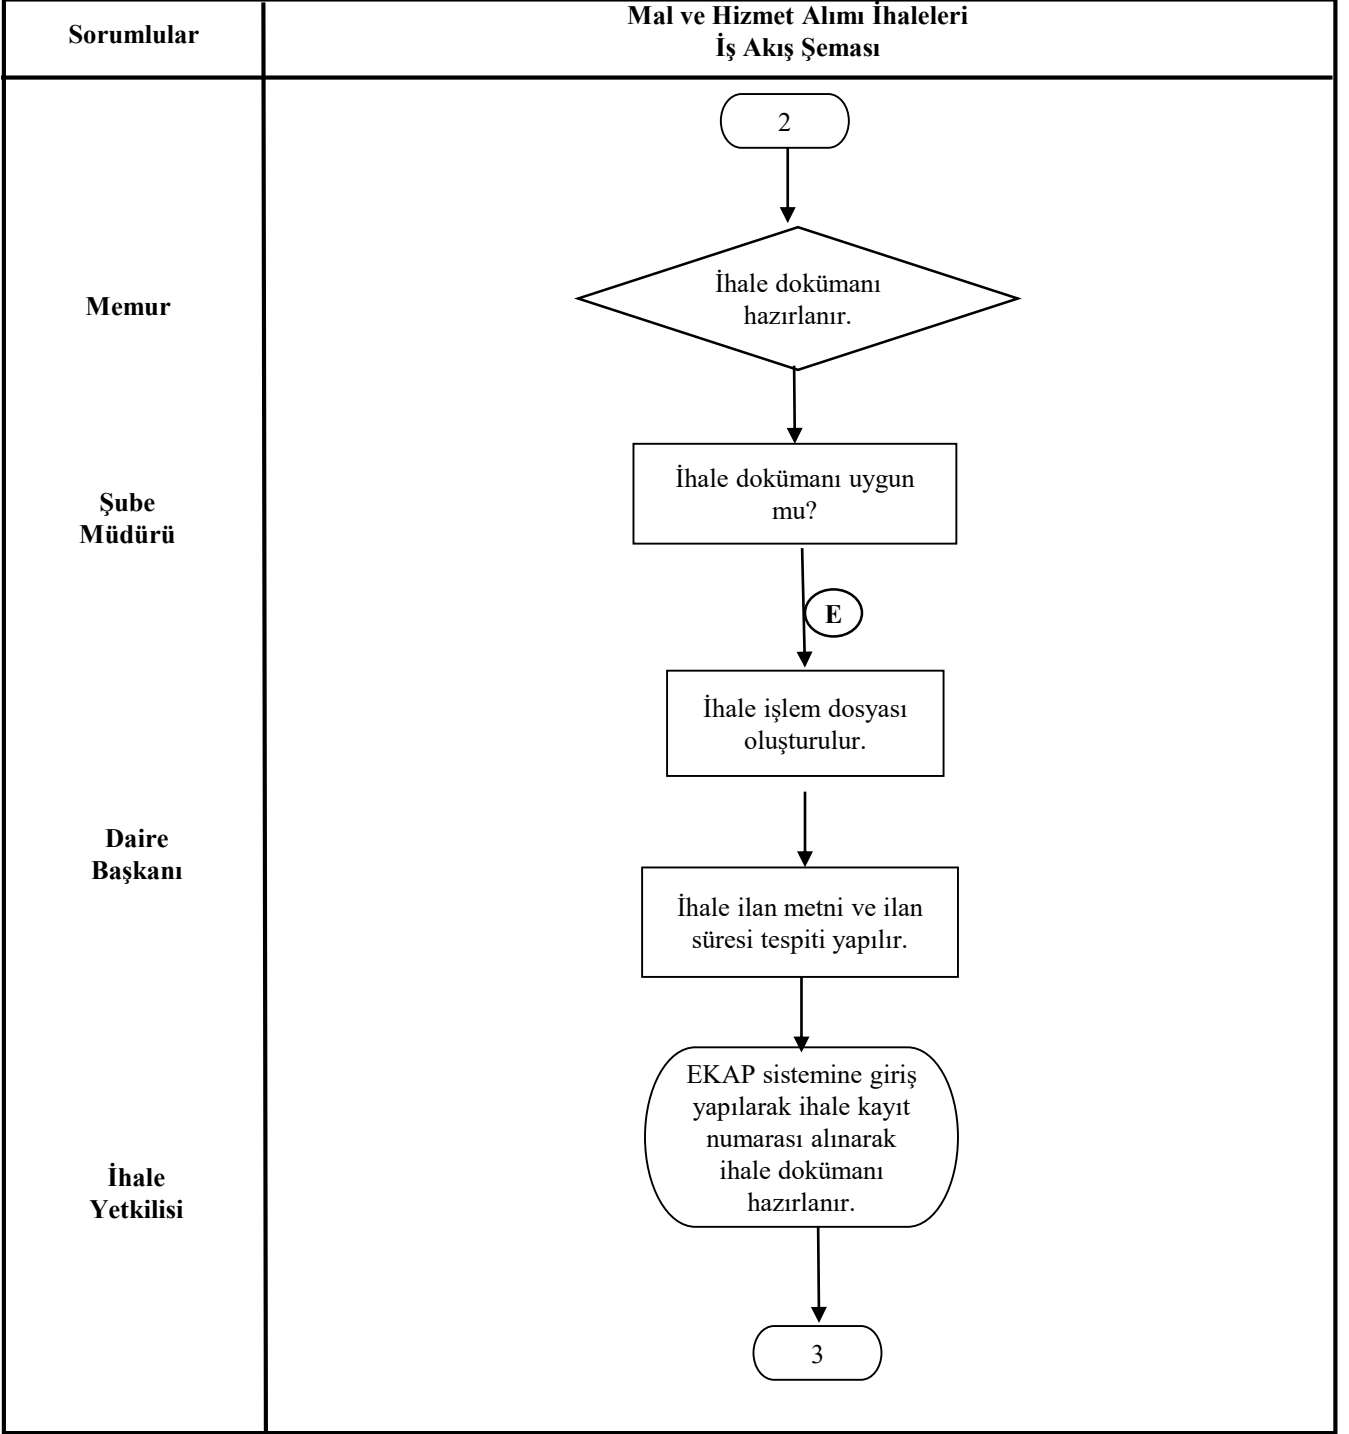 Sorumlular
Mal ve Hizmet Alımı İhaleleri
İş Akış Şeması
2
Memur
İhale dokümanı
hazırlanır.
Şube
Müdürü
İhale dokümanı uygun
mu?
E
İhale işlem dosyası
oluşturulur.
Daire
Başkanı
İhale ilan metni ve ilan
süresi tespiti yapılır.
İhale
Yetkilisi
EKAP sistemine giriş
yapılarak ihale kayıt
numarası alınarak
ihale dokümanı
hazırlanır.
3